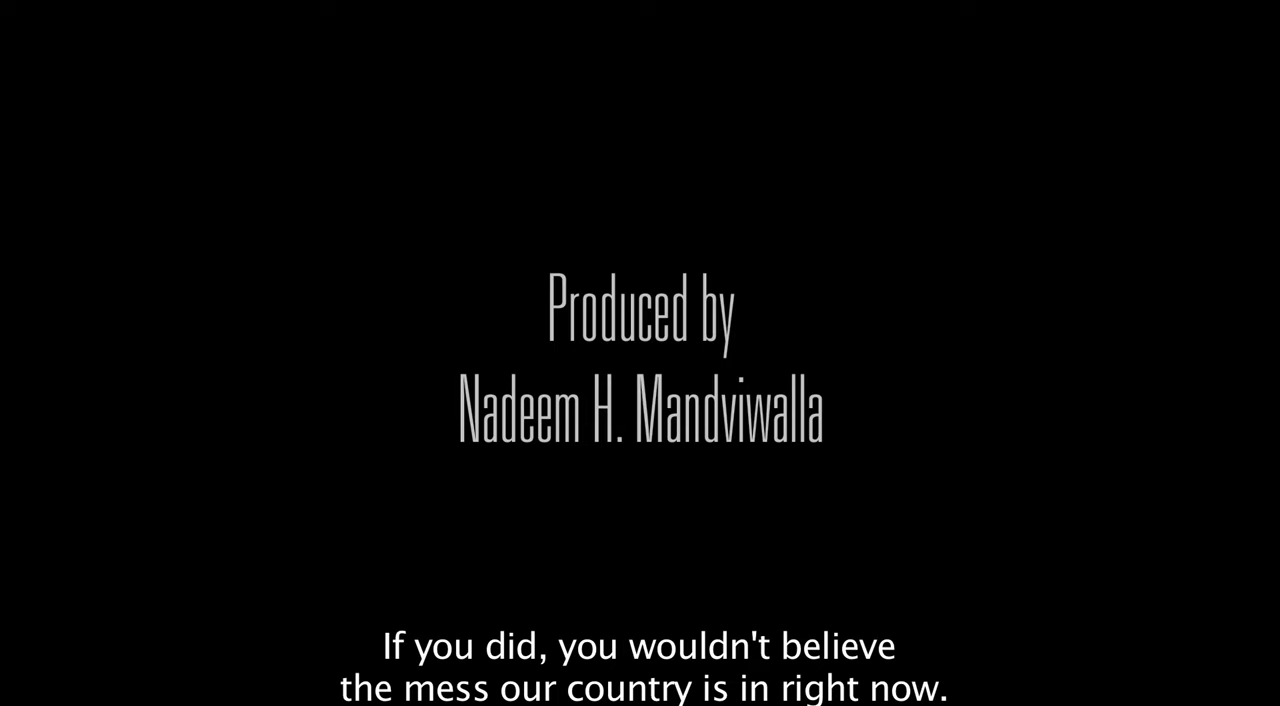 Produced by
Nadeem H. Mandviwalla
If you did, you wouldn't believe
the mess our country is in right now.